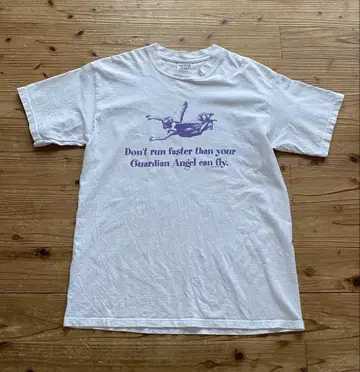 Don't run faster than your
Guardian Angel can fly.